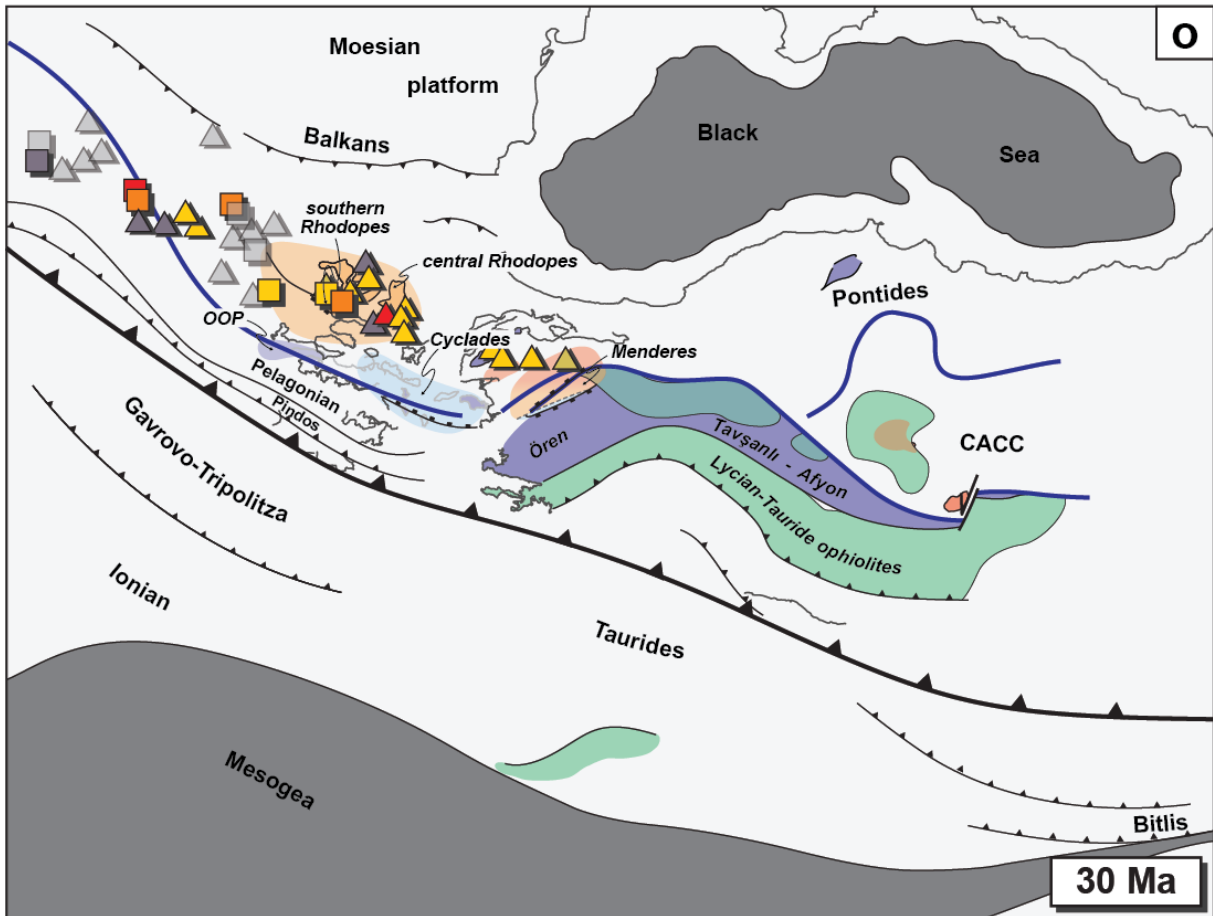 o
Moesian
platform
Balkans
Black
Sea
southern
Rhodopes
central Rhodopes
Pontides
OOP
Cyclades
Menderes
Pelagonian
Pindos
Gavrovo-Tripolitza
Ören
Tavşanlı - Afyon
CACC
Lycian-Tauride ophiolites
Ionian
Taurides
Mesogea
Bitlis
30 Ma